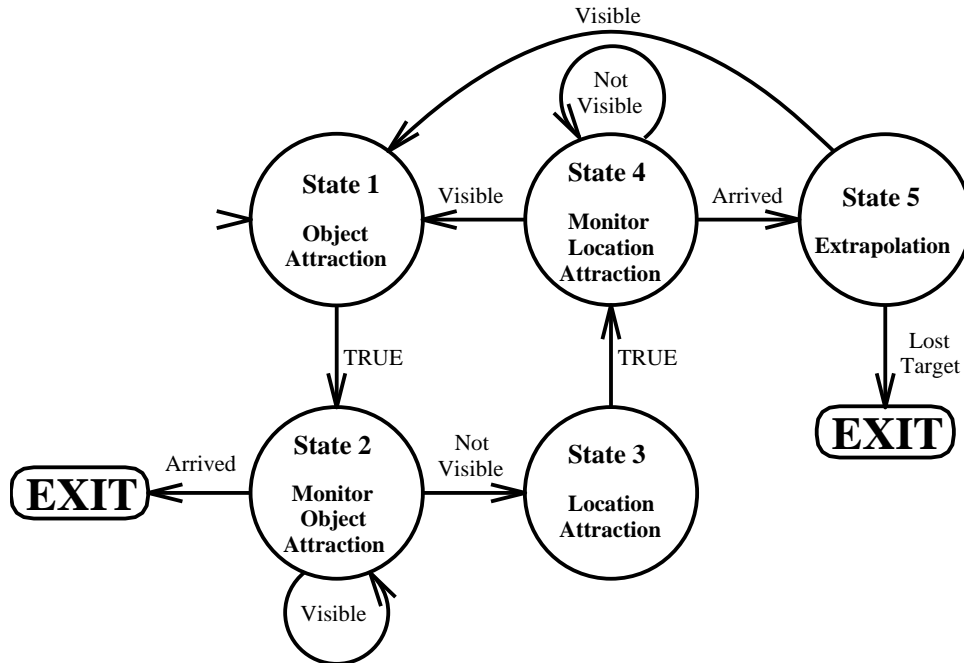 Visible
Not
Visible
State 1
Object
Attraction
Visible
State 4
Monitor
Location
Attraction
Arrived
State 5
Extrapolation
TRUE
TRUE
Lost
Target
EXIT
Arrived
EXIT
State 2
Monitor
Object
Attraction
Not
Visible
State 3
Location
Attraction
Visible